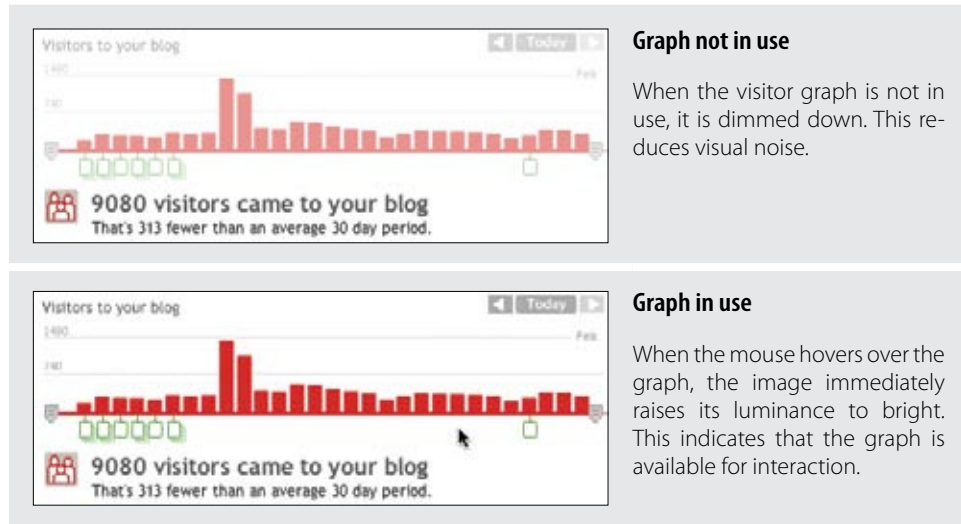 Visitors to your blog
Today
1480
Feb
740
9080 visitors came to your blog
That's 313 fewer than an average 30 day period.
Graph not in use
When the visitor graph is not in
use, it is dimmed down. This re-
duces visual noise.
Visitors to your blog
Today
1480
Feb
740
9080 visitors came to your blog
That's 313 fewer than an average 30 day period.
Graph in use
When the mouse hovers over the
graph, the image immediately
raises its luminance to bright.
This indicates that the graph is
available for interaction.